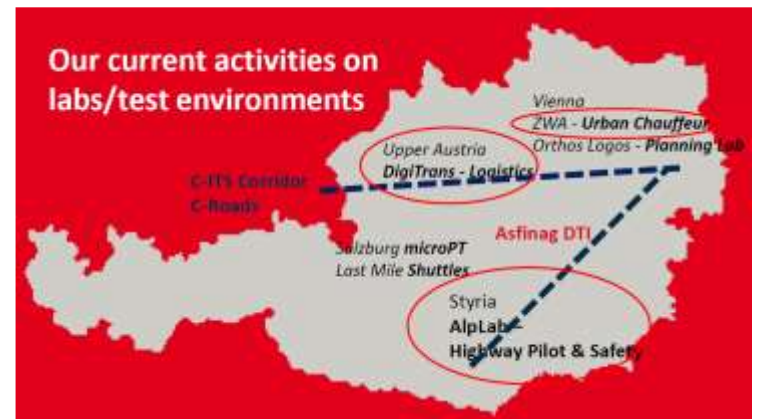 Our current activities on
labs/test environments
Vienna
ZWA - Urban Chauffeur
Orthos Logos - Planning Lab
Upper Austria
DigiTrans - Logistics
C-ITS Corridor
C-Roads
Asfinag DTI
Salzburg microPT
Last Mile Shuttles
Styria
AlpLab –
Highway Pilot & Safety